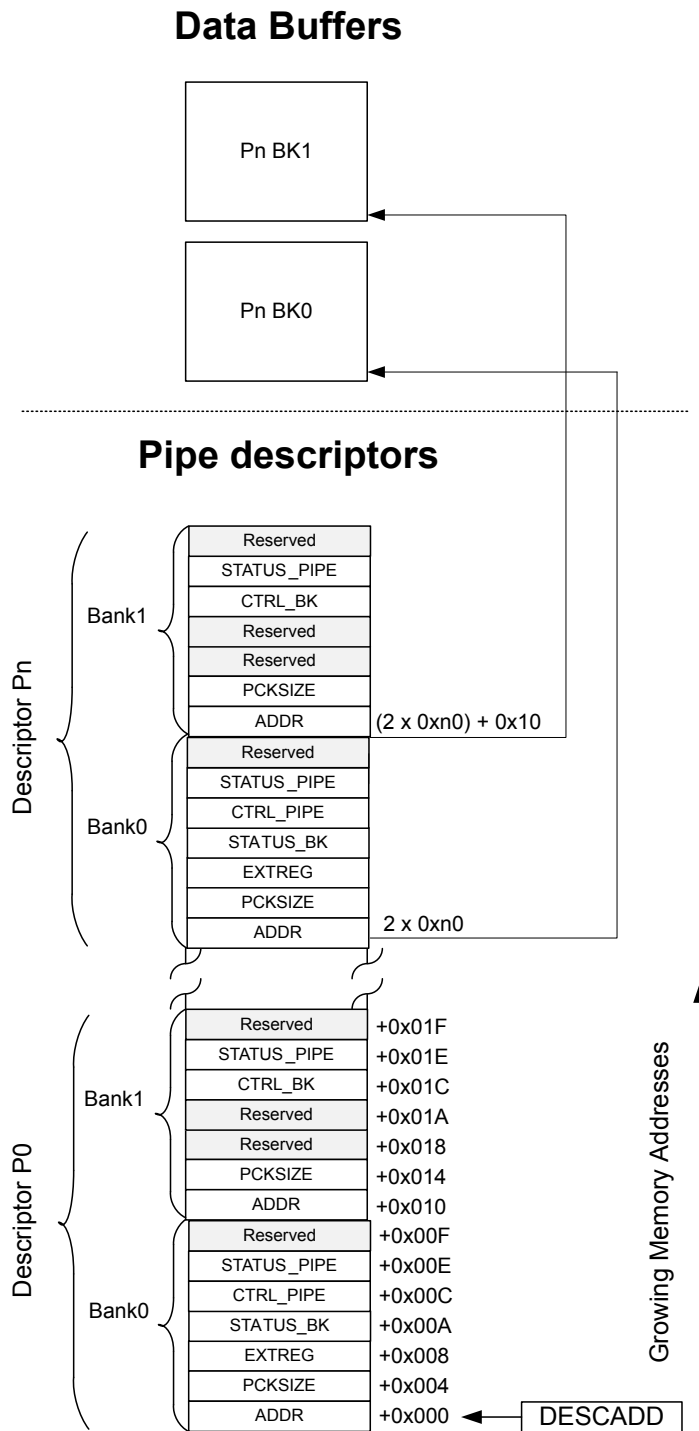 Data Buffers
Pn BK1
Pn BK0
Pipe descriptors
Descriptor Pn
Bank1
Reserved
STATUS_PIPE
CTRL_BK
Reserved
Reserved
PCKSIZE
ADDR (2 x 0xn0) + 0x10
Bank0
Reserved
STATUS_PIPE
CTRL_PIPE
STATUS_BK
EXTREG
PCKSIZE
ADDR 2 x 0xn0
Descriptor P0
Bank1
Reserved +0x01F
STATUS_PIPE +0x01E
CTRL_BK +0x01C
Reserved +0x01A
Reserved +0x018
PCKSIZE +0x014
ADDR +0x010
Bank0
Reserved +0x00F
STATUS_PIPE +0x00E
CTRL_PIPE +0x00C
STATUS_BK +0x00A
EXTREG +0x008
PCKSIZE +0x004
ADDR +0x000 DESCADD
Growing Memory Addresses